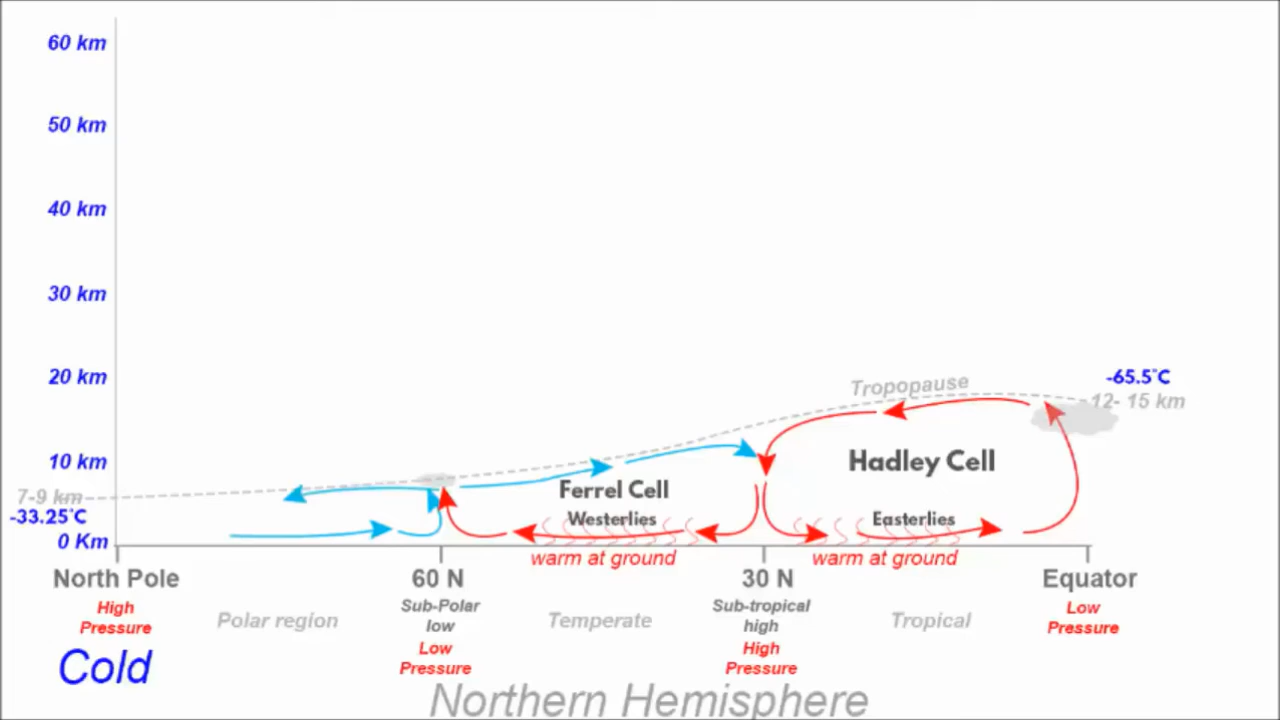 60 km
50 km
40 km
30 km
20 km
-65.5°C
Tropopause
12- 15 km
10 km
Hadley Cell
7-9 km
Ferrel Cell
-33.25°C
Westerlies
Easterlies
0 Km
warm at ground
warm at ground
North Pole
60 N
30 N
Equator
High
Pressure
Polar region
Sub-Polar
low
Low
Pressure
Temperate
Sub-tropical
high
High
Pressure
Tropical
Low
Pressure
Cold
Northern Hemisphere